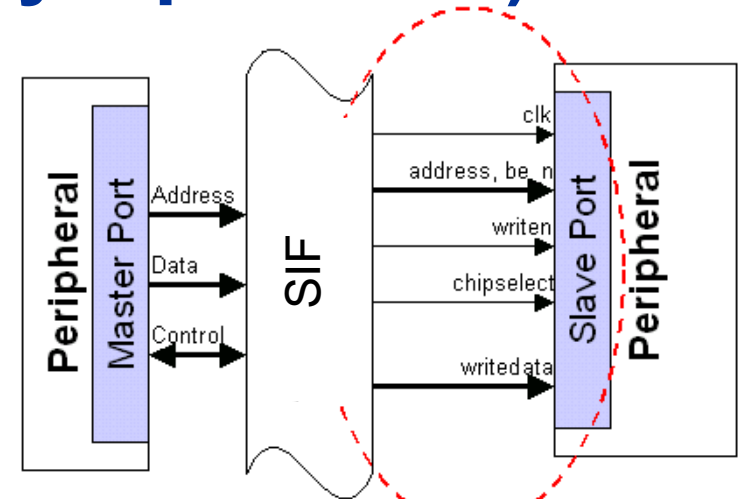 Peripheral
Master Port
Address
Data
Control
SIF
clk
address, be_n
writen
chipselect
writedata
Slave Port
Peripheral